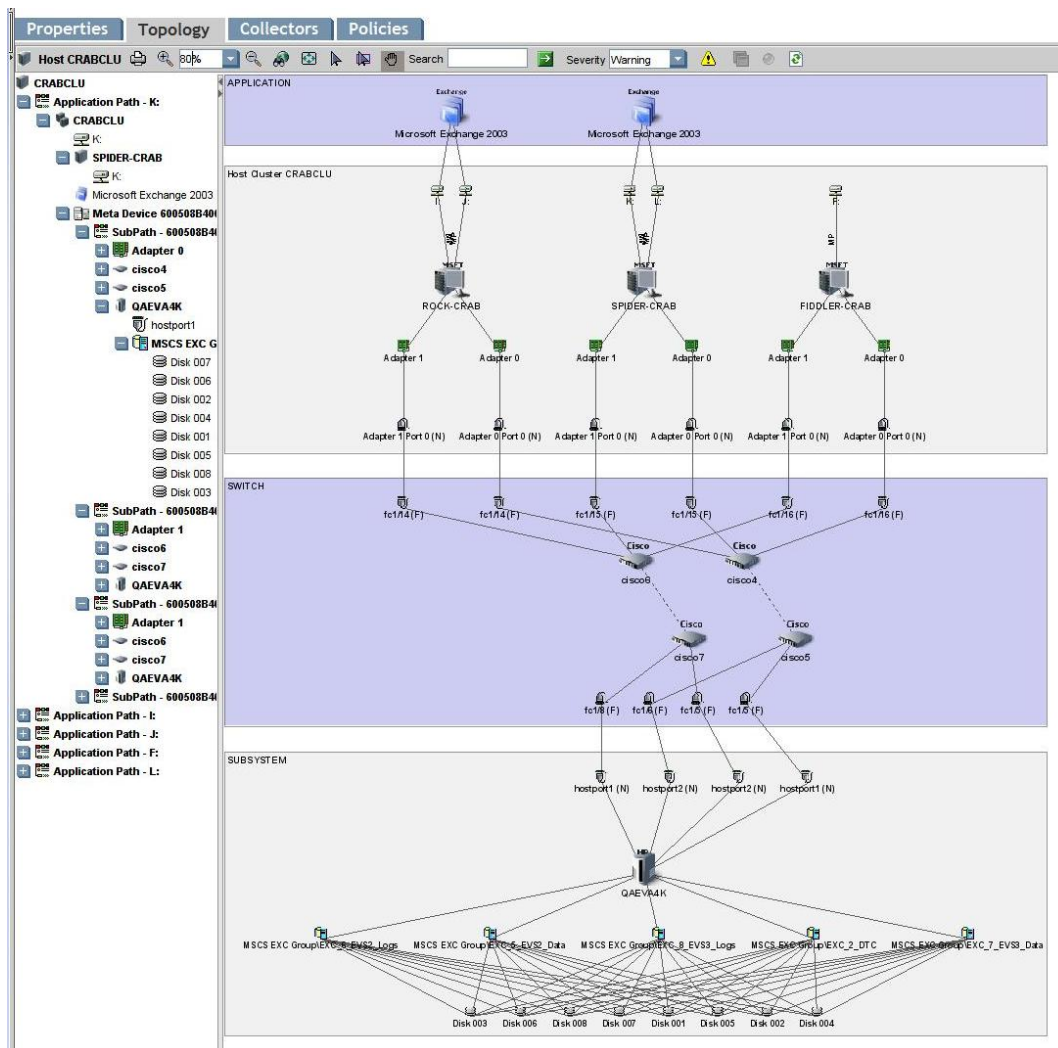 Properties Topology Collectors Policies
Host CRABCLU 80% Search Severity Warning
CRABCLU
Application Path - K:
CRABCLU
K:
SPIDER-CRAB
K:
Microsoft Exchange 2003
Meta Device 600508B400
SubPath - 600508B4
Adapter 0
cisco4
cisco5
QAEVA4K
hostport1
MSCS EXC G
Disk 007
Disk 006
Disk 002
Disk 004
Disk 001
Disk 005
Disk 008
Disk 003
SubPath - 600508B4
Adapter 1
cisco6
cisco7
QAEVA4K
SubPath - 600508B4
Adapter 1
cisco6
cisco7
QAEVA4K
SubPath - 600508B4
Application Path - I:
Application Path - J:
Application Path - F:
Application Path - L:
APPLICATION
Exchange Exchange
Microsoft Exchange 2003 Microsoft Exchange 2003
Host Cluster CRABCLU
I: J: K: L: F:
MP
MSFT MSFT MSFT
ROCK-CRAB SPIDER-CRAB FIDDLER-CRAB
Adapter 1 Adapter 0 Adapter 1 Adapter 0 Adapter 1 Adapter 0
Adapter 1 Port 0 (N) Adapter 0 Port 0 (N) Adapter 1 Port 0 (N) Adapter 0 Port 0 (N) Adapter 1 Port 0 (N) Adapter 0 Port 0 (N)
SWITCH
fc1/14 (F) fc1/14 (F) fc1/15 (F) fc1/15 (F) fc1/16 (F) fc1/16 (F)
Cisco Cisco
cisco6 cisco4
Cisco Cisco
cisco7 cisco5
fc1/8 (F) fc1/6 (F) fc1/5 (F) fc1/5 (F)
SUBSYSTEM
hostport1 (N) hostport2 (N) hostport2 (N) hostport1 (N)
HP
QAEVA4K
MSCS EXC Group\EXC_6_EVS2_Logs MSCS EXC Group\EXC_5_EVS2_Data MSCS EXC Group\EXC_8_EVS3_Logs MSCS EXC Group\EXC_2_DTC MSCS_EXC_Group\EXC_7_EVS3_Data
Disk 003 Disk 006 Disk 008 Disk 007 Disk 001 Disk 005 Disk 002 Disk 004